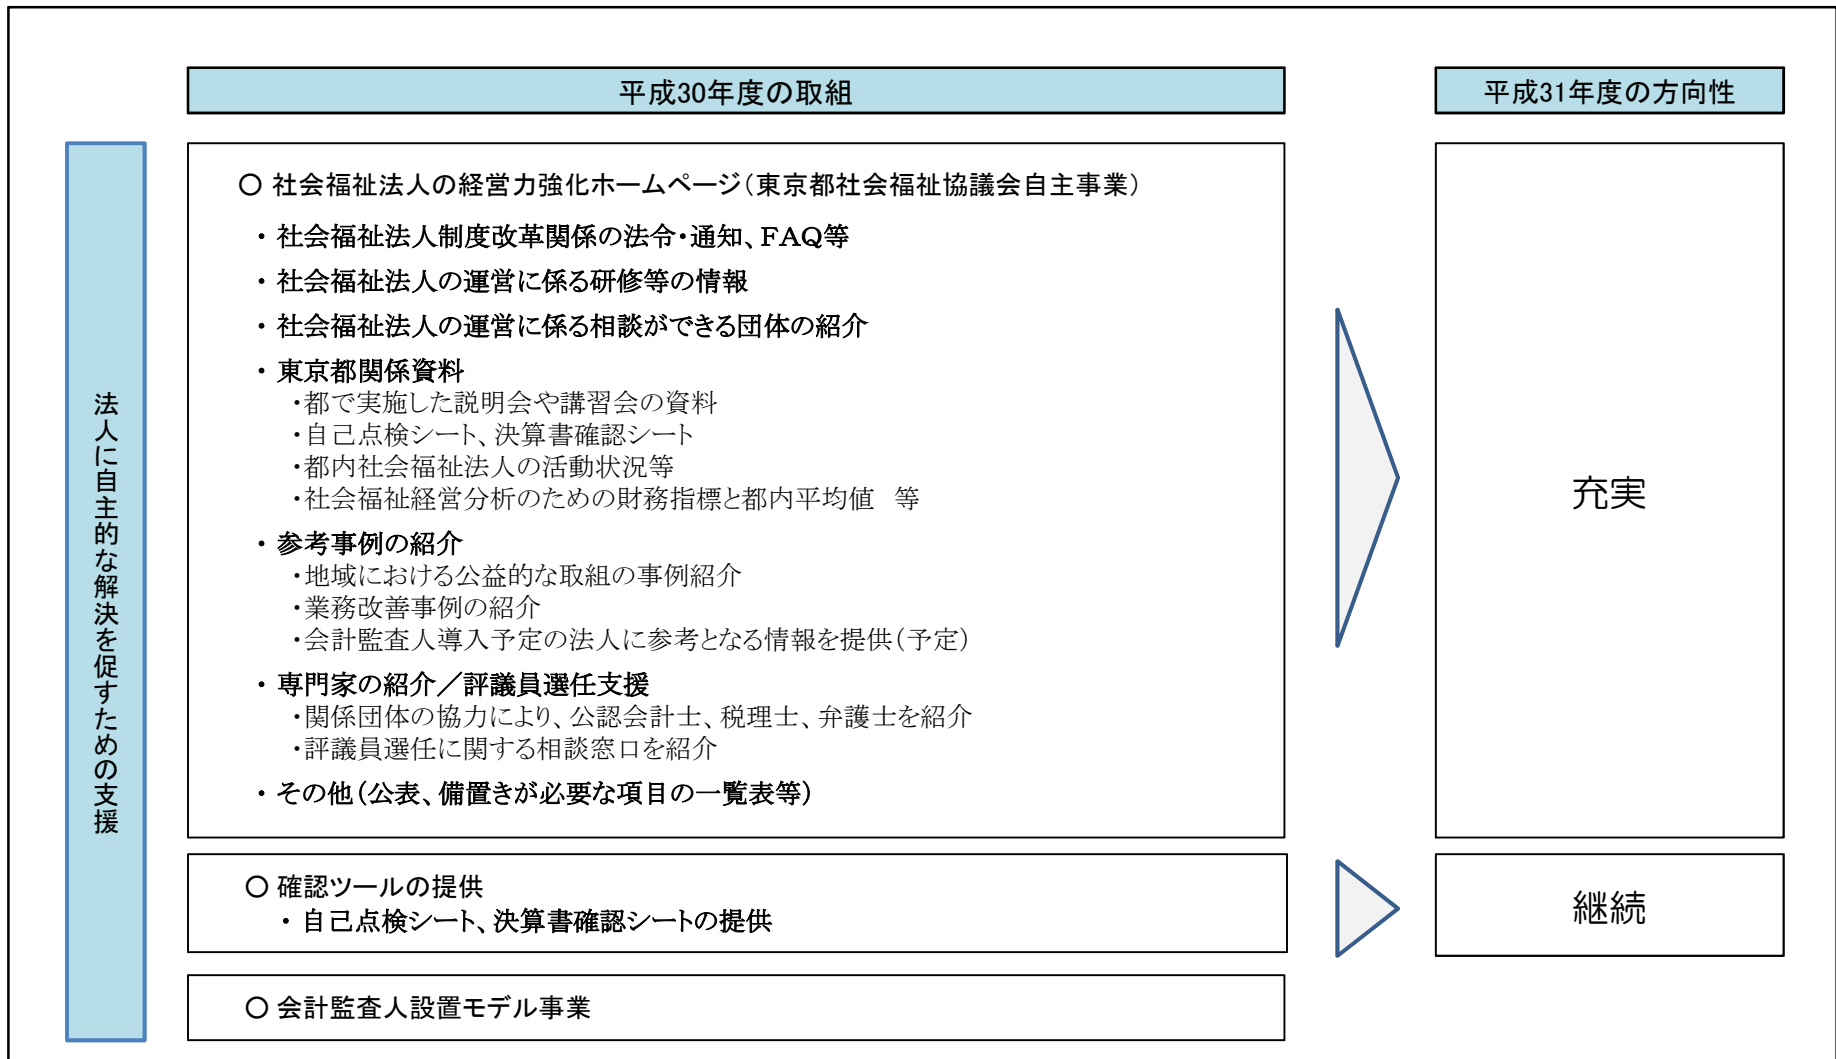 平成30年度の取組
平成31年度の方向性
法人に自主的な解決を促すための支援
○ 社会福祉法人の経営力強化ホームページ(東京都社会福祉協議会自主事業)
・ 社会福祉法人制度改革関係の法令・通知、FAQ等
・ 社会福祉法人の運営に係る研修等の情報
・ 社会福祉法人の運営に係る相談ができる団体の紹介
・ 東京都関係資料
・都で実施した説明会や講習会の資料
・自己点検シート、決算書確認シート
・都内社会福祉法人の活動状況等
・社会福祉経営分析のための財務指標と都内平均値　等
・ 参考事例の紹介
・地域における公益的な取組の事例紹介
・業務改善事例の紹介
・会計監査人導入予定の法人に参考となる情報を提供(予定)
・ 専門家の紹介／評議員選任支援
・関係団体の協力により、公認会計士、税理士、弁護士を紹介
・評議員選任に関する相談窓口を紹介
・ その他(公表、備置きが必要な項目の一覧表等)
充実
○ 確認ツールの提供
・ 自己点検シート、決算書確認シートの提供
継続
○ 会計監査人設置モデル事業